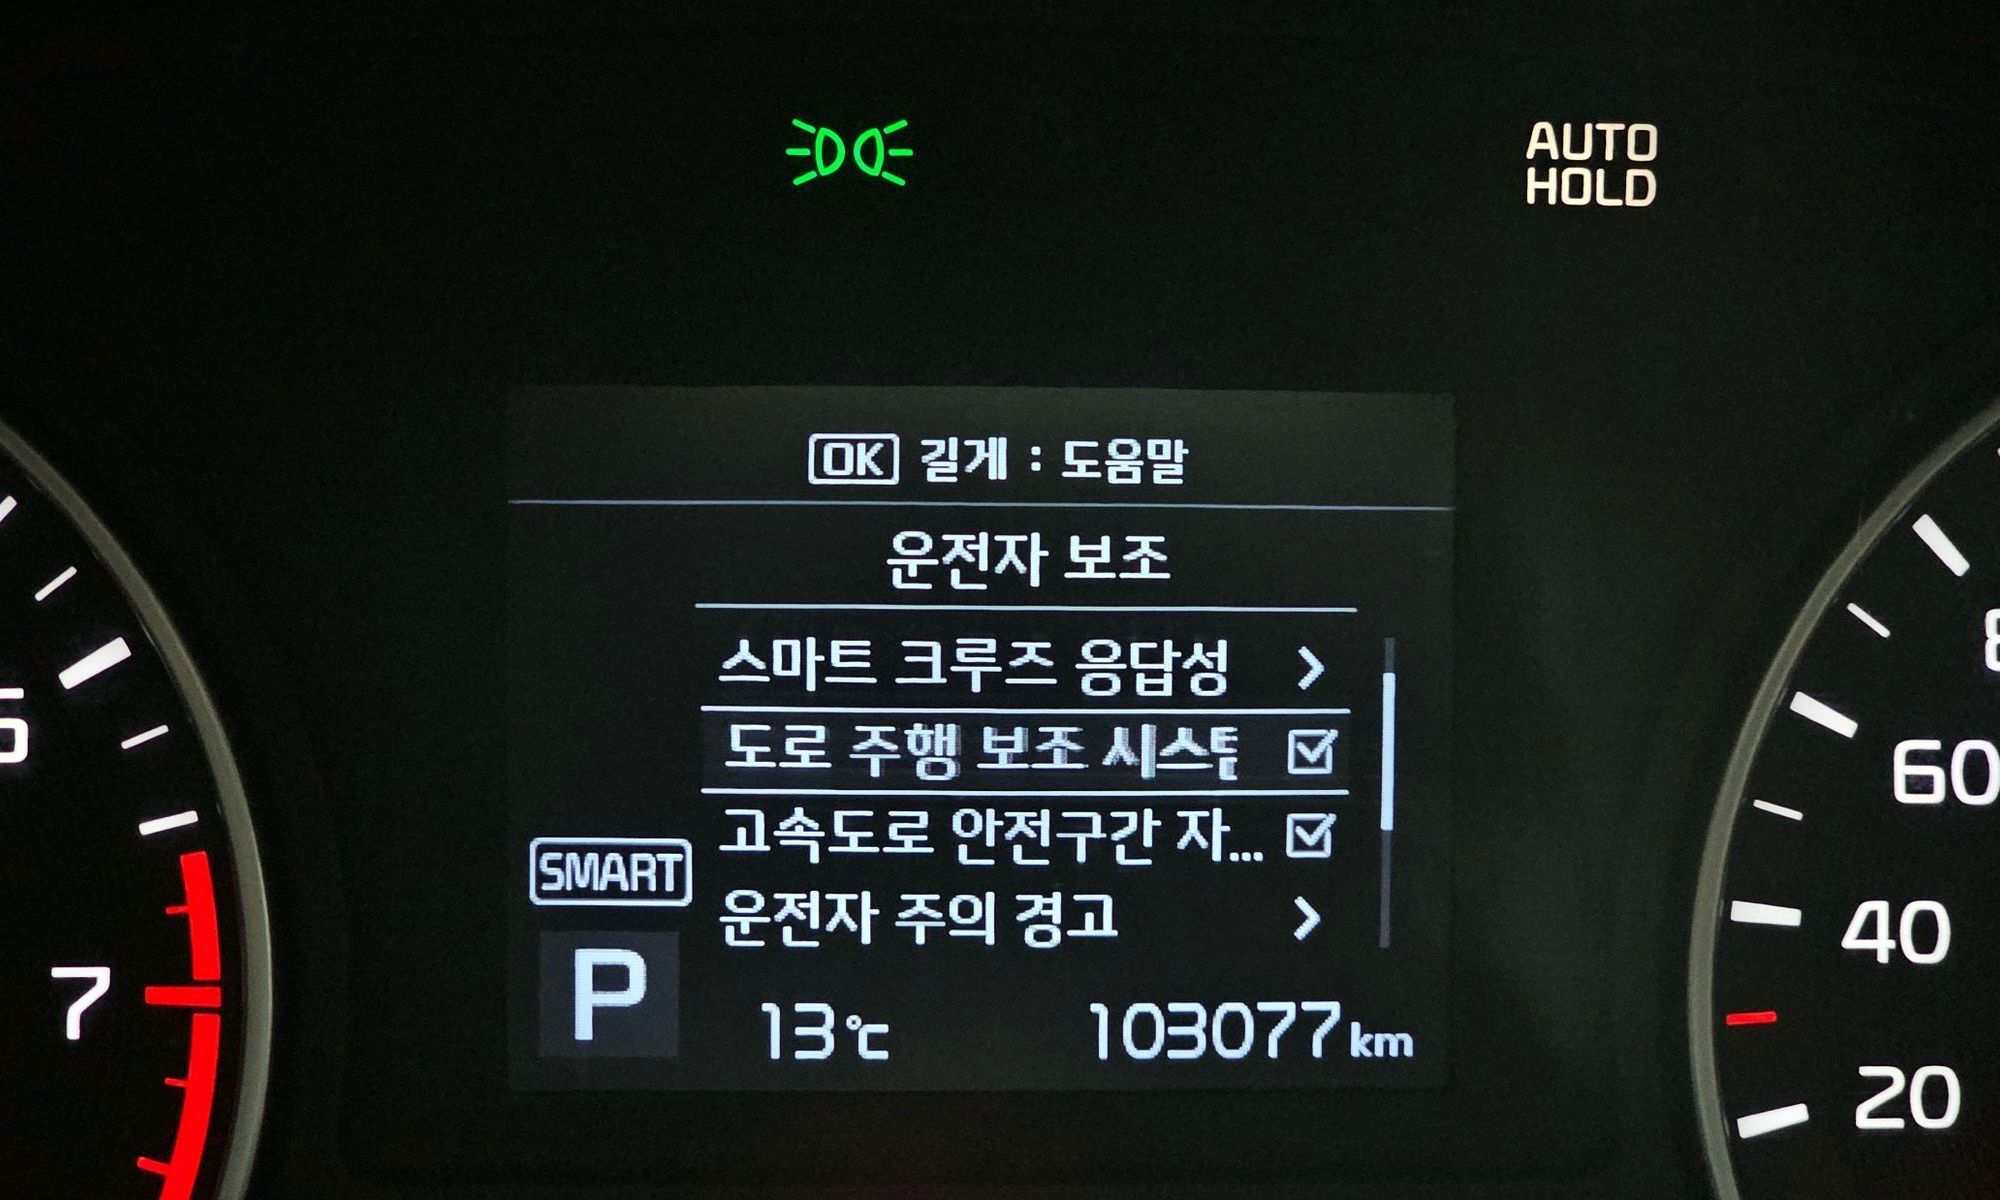 AUTO
HOLD
OK 길게 : 도움말
운전자 보조
스마트 크루즈 응답성
도로 주행 보조 시스
고속도로 안전구간 자...
운전자 주의 경고
SMART
P
13℃
103077km
7
60
40
20